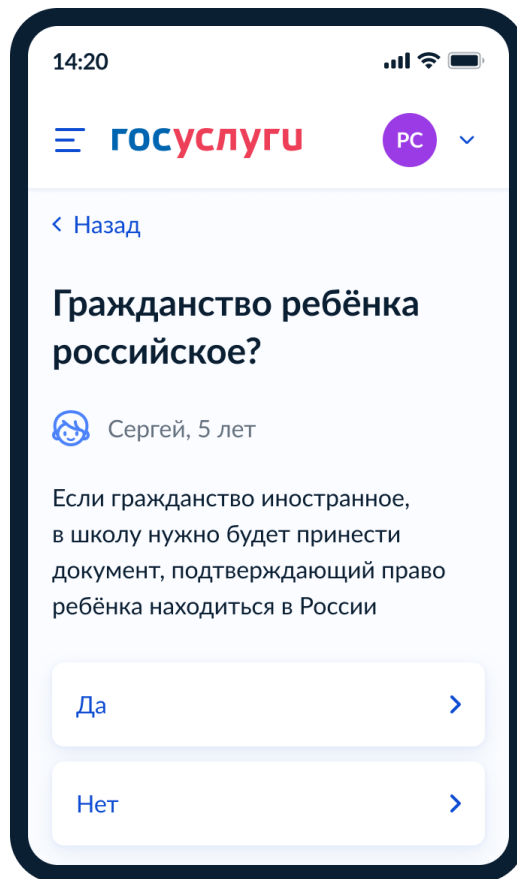 14:20
госуслуги
РС
Назад
Гражданство ребёнка
российское?
Сергей, 5 лет
Если гражданство иностранное,
в школу нужно будет принести
документ, подтверждающий право
ребёнка находиться в России
Да
Нет